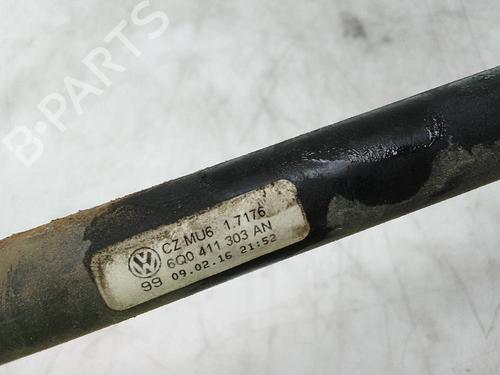 B-PARTS
CZ MU6 1.7176
6Q0 411 303 AN
99 09.02.16 21:52